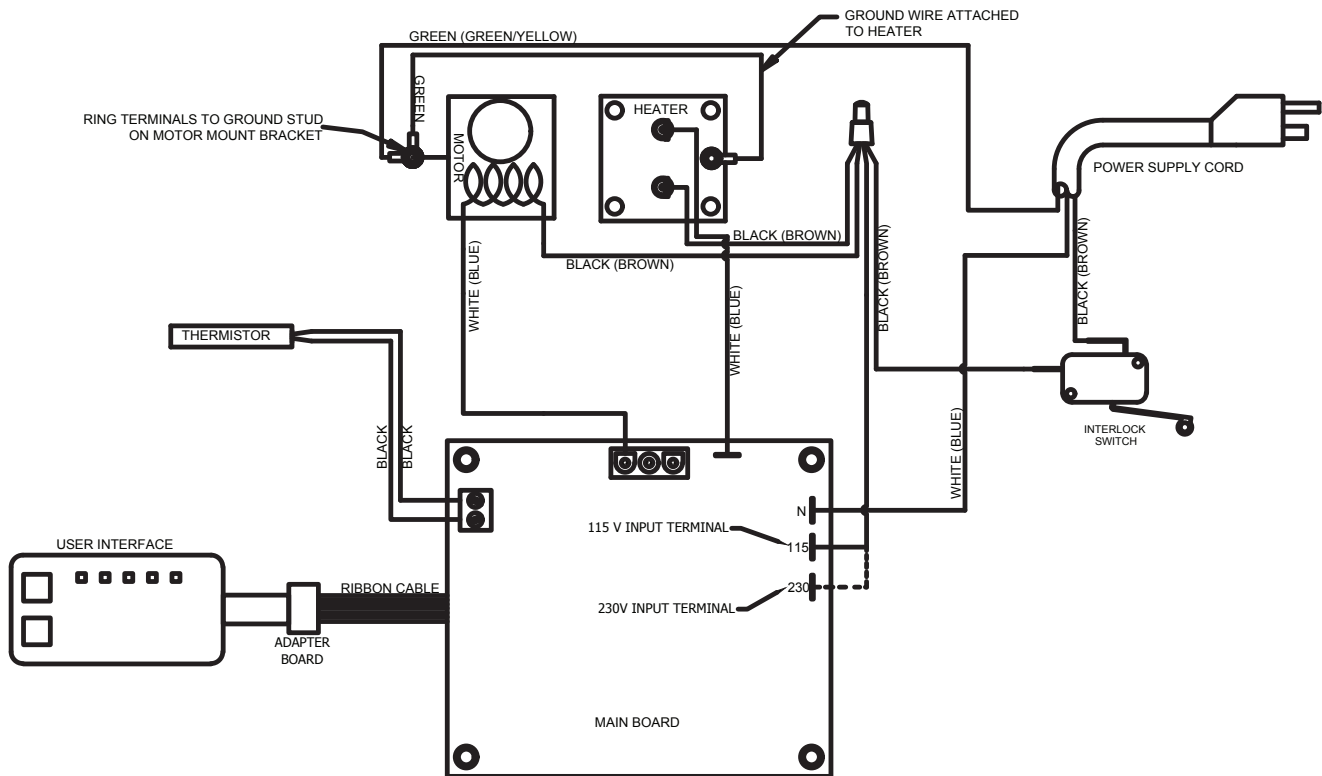 GROUND WIRE ATTACHED
TO HEATER
GREEN (GREEN/YELLOW)
GREEN
RING TERMINALS TO GROUND STUD
ON MOTOR MOUNT BRACKET
MOTOR
HEATER
POWER SUPPLY CORD
BLACK (BROWN)
BLACK (BROWN)
WHITE (BLUE)
WHITE (BLUE)
BLACK (BROWN)
BLACK (BROWN)
THERMISTOR
BLACK
BLACK
INTERLOCK
SWITCH
WHITE (BLUE)
N
115 V INPUT TERMINAL
115
230
230V INPUT TERMINAL
USER INTERFACE
RIBBON CABLE
ADAPTER
BOARD
MAIN BOARD